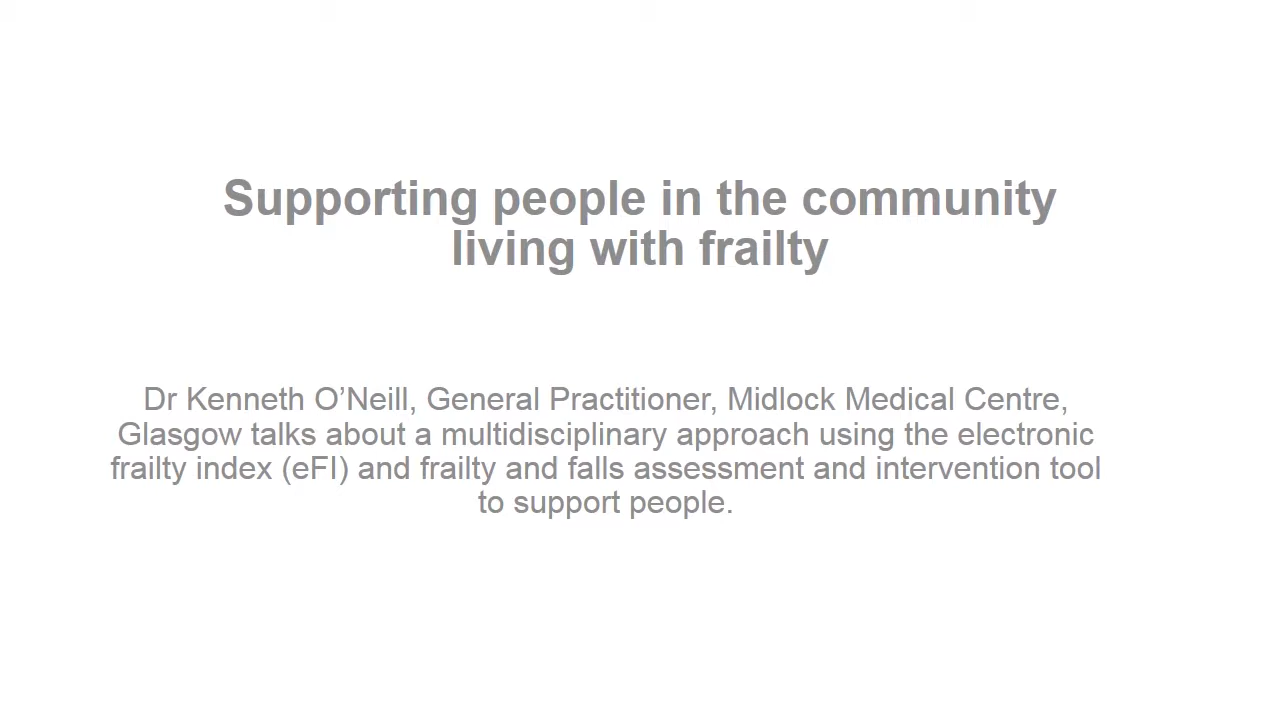 Supporting people in the community
living with frailty
Dr Kenneth O’Neill, General Practitioner, Midlock Medical Centre,
Glasgow talks about a multidisciplinary approach using the electronic
frailty index (eFI) and frailty and falls assessment and intervention tool
to support people.